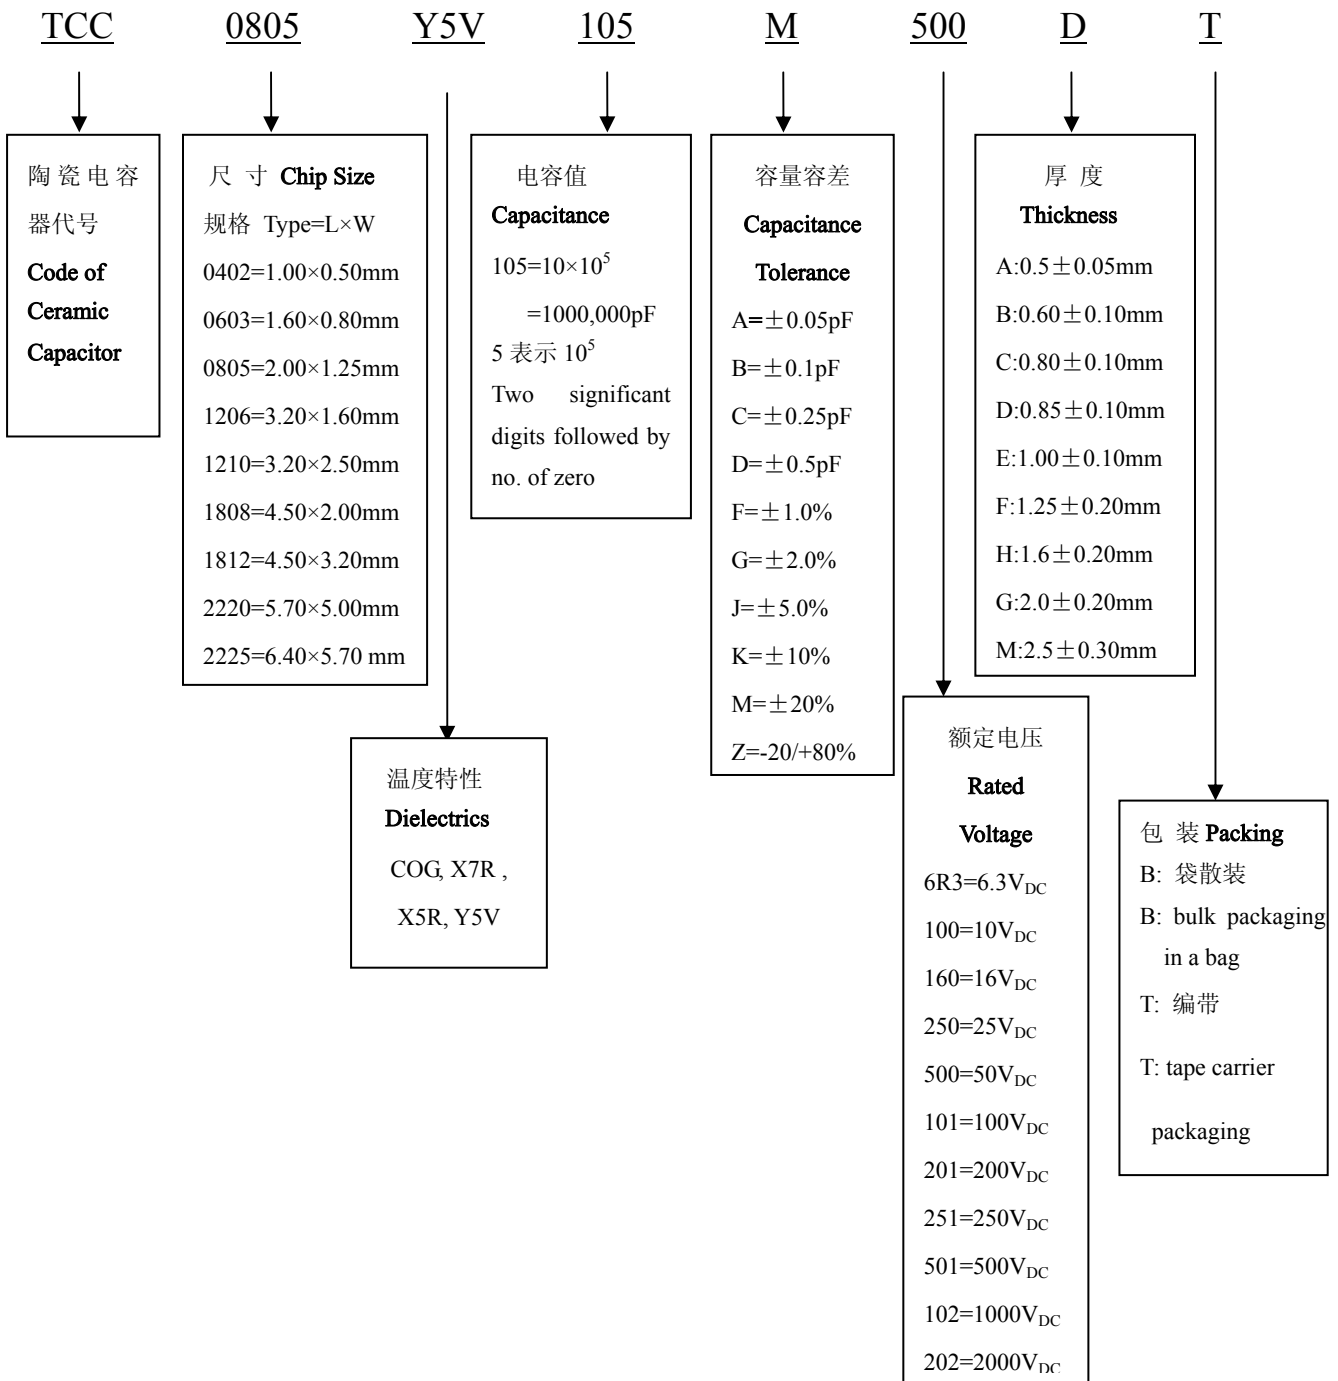 TCC 0805 Y5V 105 M 500 D T
陶瓷电容
器代号
Code of
Ceramic
Capacitor
尺 寸 Chip Size
规格 Type=L×W
0402=1.00×0.50mm
0603=1.60×0.80mm
0805=2.00×1.25mm
1206=3.20×1.60mm
1210=3.20×2.50mm
1808=4.50×2.00mm
1812=4.50×3.20mm
2220=5.70×5.00mm
2225=6.40×5.70 mm
温度特性
Dielectrics
COG, X7R ,
X5R, Y5V
电容值
Capacitance
105=10×10⁵
=1000,000pF
5 表示 10⁵
Two significant
digits followed by
no. of zero
容量容差
Capacitance
Tolerance
A=±0.05pF
B=±0.1pF
C=±0.25pF
D=±0.5pF
F=±1.0%
G=±2.0%
J=±5.0%
K=±10%
M=±20%
Z=-20/+80%
额定电压
Rated
Voltage
6R3=6.3V_DC
100=10V_DC
160=16V_DC
250=25V_DC
500=50V_DC
101=100V_DC
201=200V_DC
251=250V_DC
501=500V_DC
102=1000V_DC
202=2000V_DC
厚 度
Thickness
A:0.5±0.05mm
B:0.60±0.10mm
C:0.80±0.10mm
D:0.85±0.10mm
E:1.00±0.10mm
F:1.25±0.20mm
H:1.6±0.20mm
G:2.0±0.20mm
M:2.5±0.30mm
包 装 Packing
B: 袋散装
B: bulk packaging
in a bag
T: 编带
T: tape carrier
packaging